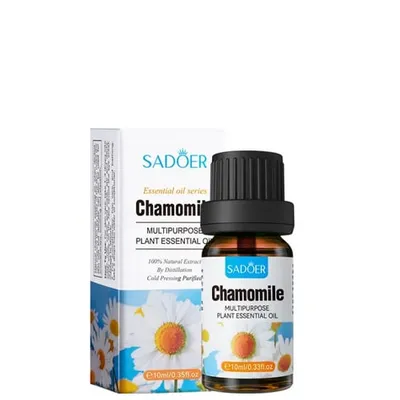 SADOER
Essential oil series
Chamomile
MULTIPURPOSE
PLANT ESSENTIAL OIL
100% Natural Extract
By Distillation
Cold Pressing Purified
℮10ml/0.35fl.oz
SADOER
Chamomile
MULTIPURPOSE
PLANT ESSENTIAL OIL
℮10ml/0.33fl.oz